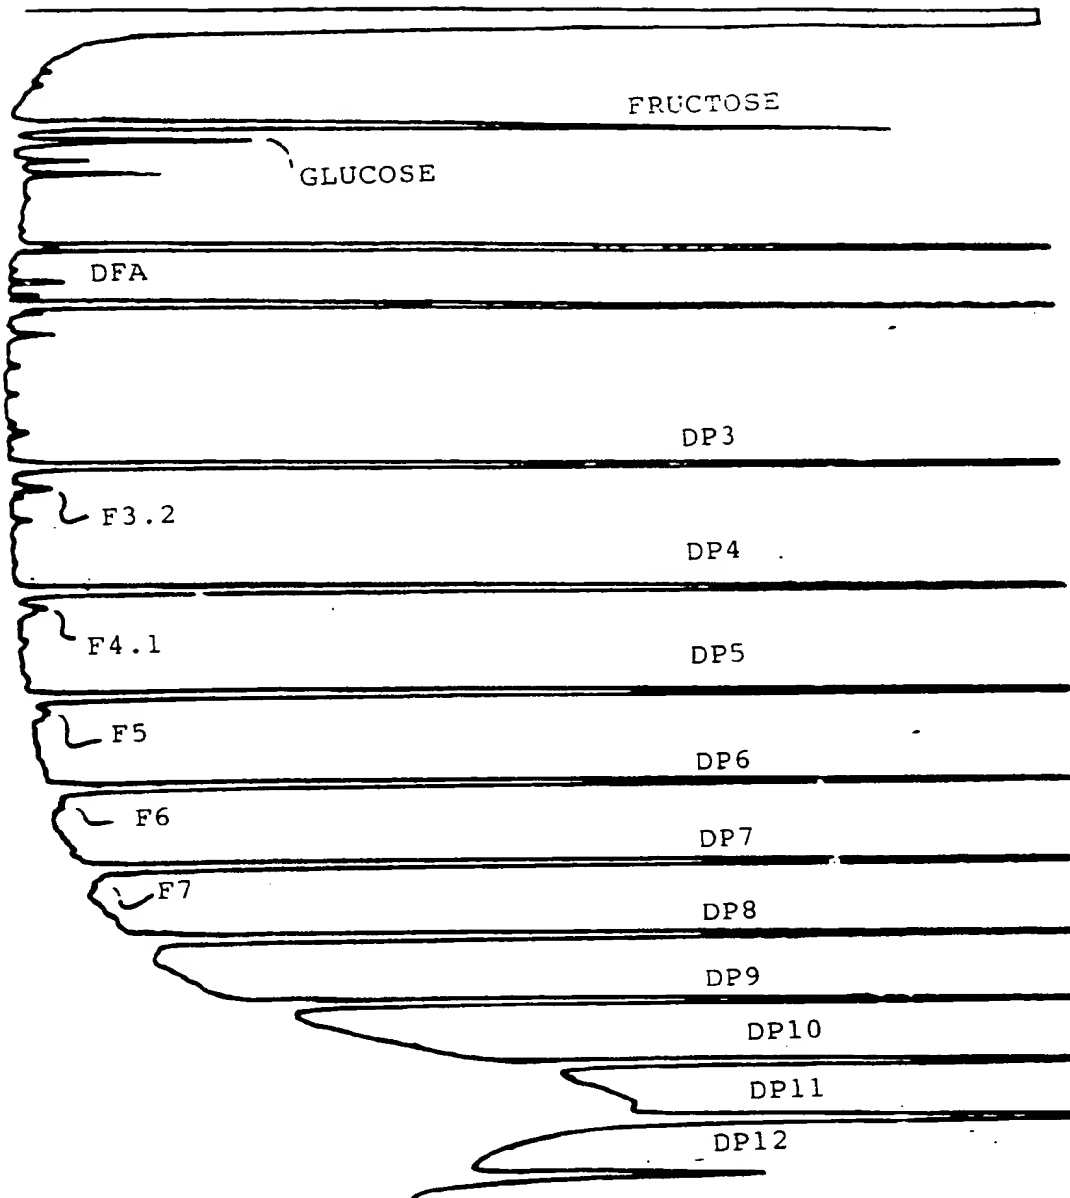 FRUCTOSE
GLUCOSE
DFA
DP3
F3.2
DP4
F4.1
DP5
F5
DP6
F6
DP7
F7
DP8
DP9
DP10
DP11
DP12